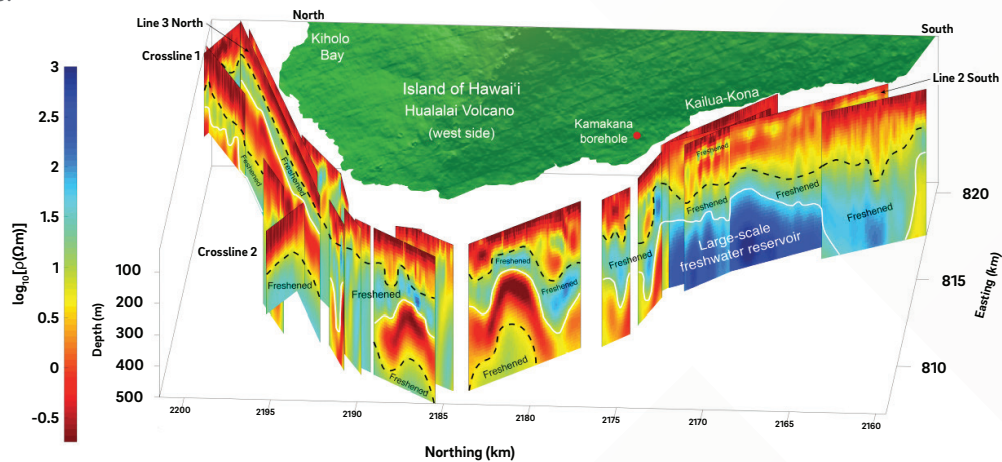 North
Line 3 North
Crossline 1
Kiholo
Bay
South
Line 2 South
Island of Hawai‘i
Hualalai Volcano
(west side)
Kailua-Kona
Kamakana
borehole
3
2.5
2
1.5
1
0.5
0
-0.5
log10[ρ(Ωm)]
Freshened
Freshened
Crossline 2
Freshened
Freshened
Freshened
Freshened
Freshened
Freshened
Freshened
Freshened
Freshened
Freshened
Freshened
Freshened
Large-scale
freshwater reservoir
100
200
300
400
500
Depth (m)
820
815
810
Easting (km)
2200
2195
2190
2185
2180
2175
2170
2165
2160
Northing (km)